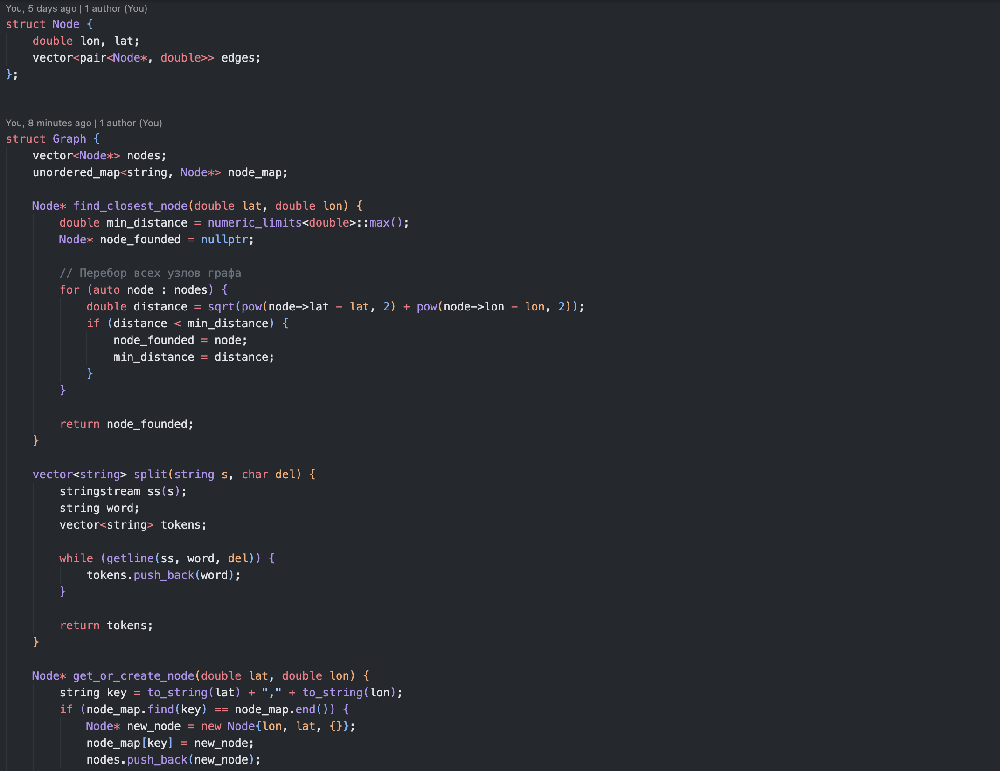 You, 5 days ago | 1 author (You)
struct Node {
    double lon, lat;
    vector<pair<Node*, double>> edges;
};
You, 8 minutes ago | 1 author (You)
struct Graph {
    vector<Node*> nodes;
    unordered_map<string, Node*> node_map;
    Node* find_closest_node(double lat, double lon) {
        double min_distance = numeric_limits<double>::max();
        Node* node_founded = nullptr;
        // Перебор всех узлов графа
        for (auto node : nodes) {
            double distance = sqrt(pow(node->lat - lat, 2) + pow(node->lon - lon, 2));
            if (distance < min_distance) {
                node_founded = node;
                min_distance = distance;
            }
        }
        return node_founded;
    }
    vector<string> split(string s, char del) {
        stringstream ss(s);
        string word;
        vector<string> tokens;
        while (getline(ss, word, del)) {
            tokens.push_back(word);
        }
        return tokens;
    }
    Node* get_or_create_node(double lat, double lon) {
        string key = to_string(lat) + "," + to_string(lon);
        if (node_map.find(key) == node_map.end()) {
            Node* new_node = new Node{lon, lat, {}};
            node_map[key] = new_node;
            nodes.push_back(new_node);